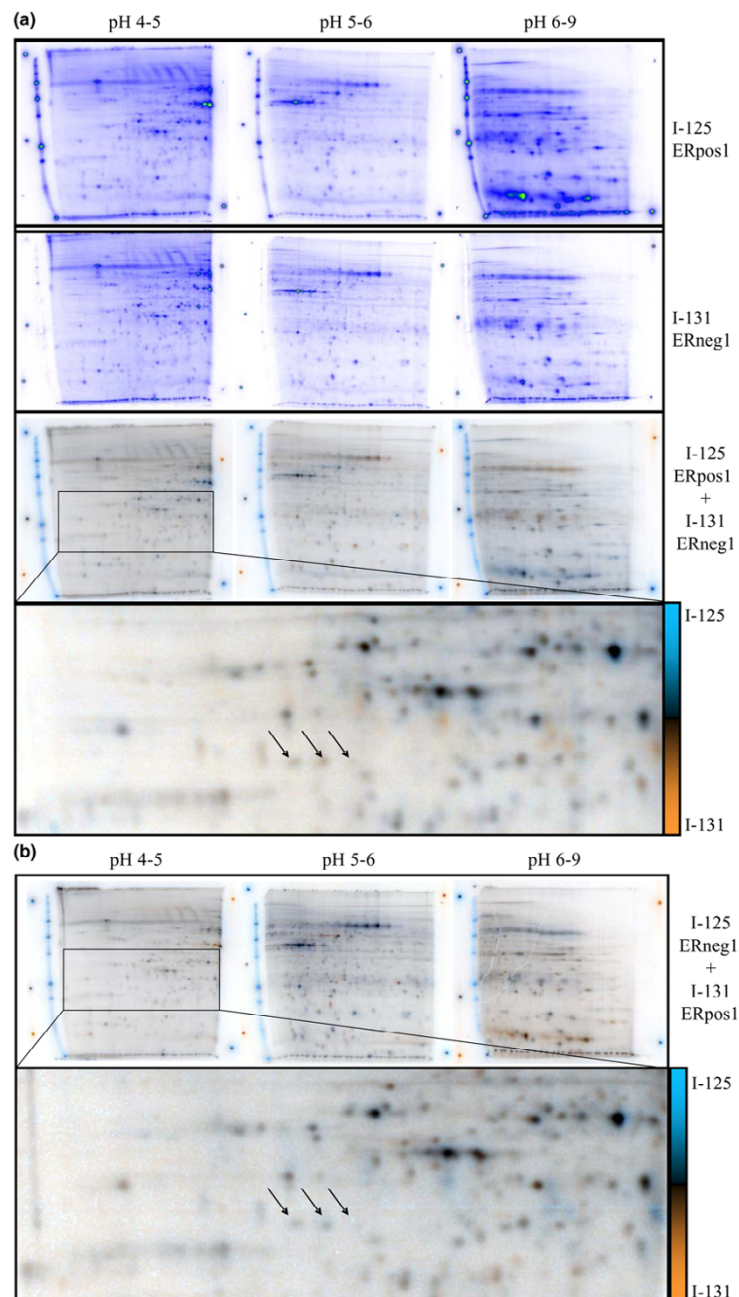 (a)
pH 4-5 pH 5-6 pH 6-9
I-125
ERpos1
I-131
ERneg1
I-125
ERpos1
+
I-131
ERneg1
I-125
I-131
(b)
pH 4-5 pH 5-6 pH 6-9
I-125
ERneg1
+
I-131
ERpos1
I-125
I-131